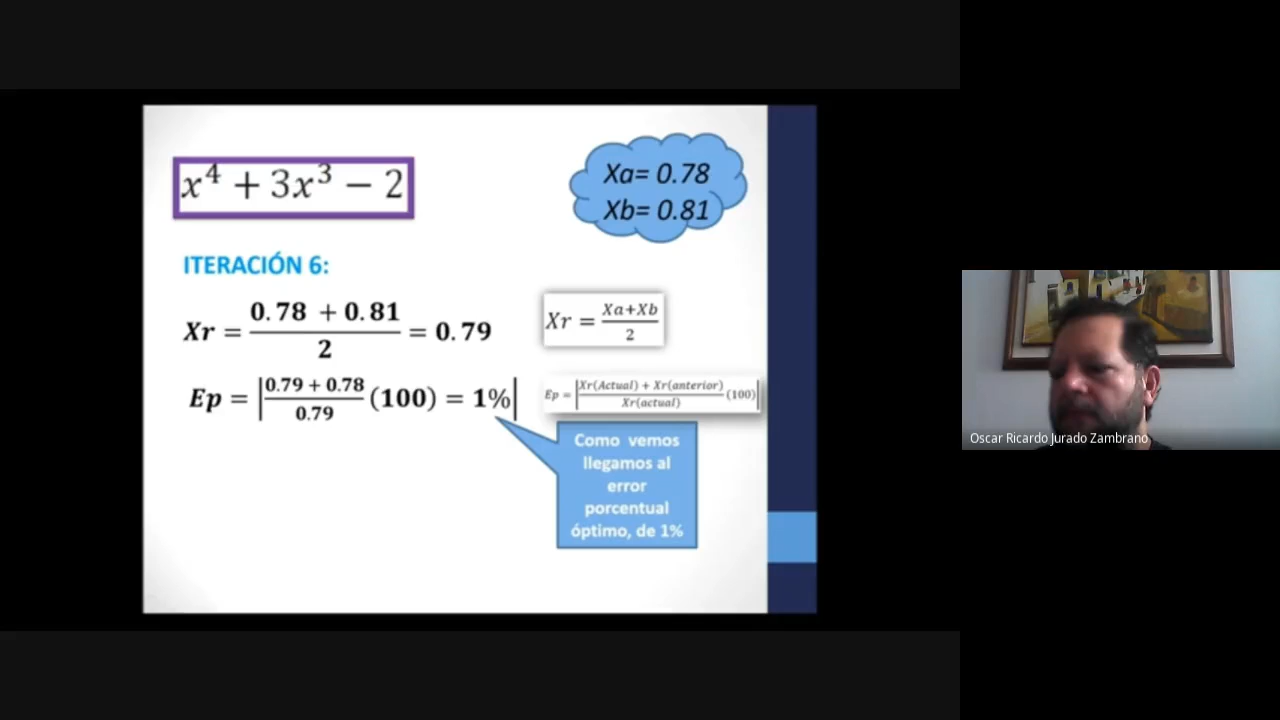 x⁴ + 3x³ − 2
Xa= 0.78
Xb= 0.81
ITERACIÓN 6:
Xr = (0.78 + 0.81)/2 = 0.79
Xr = (Xa+Xb)/2
Ep = |(0.79 + 0.78)/0.79 (100) = 1%|
Ep = |(Xr(Actual) + Xr(anterior))/Xr(actual) (100)|
Como vemos
llegamos al
error
porcentual
óptimo, de 1%
Oscar Ricardo Jurado Zambrano